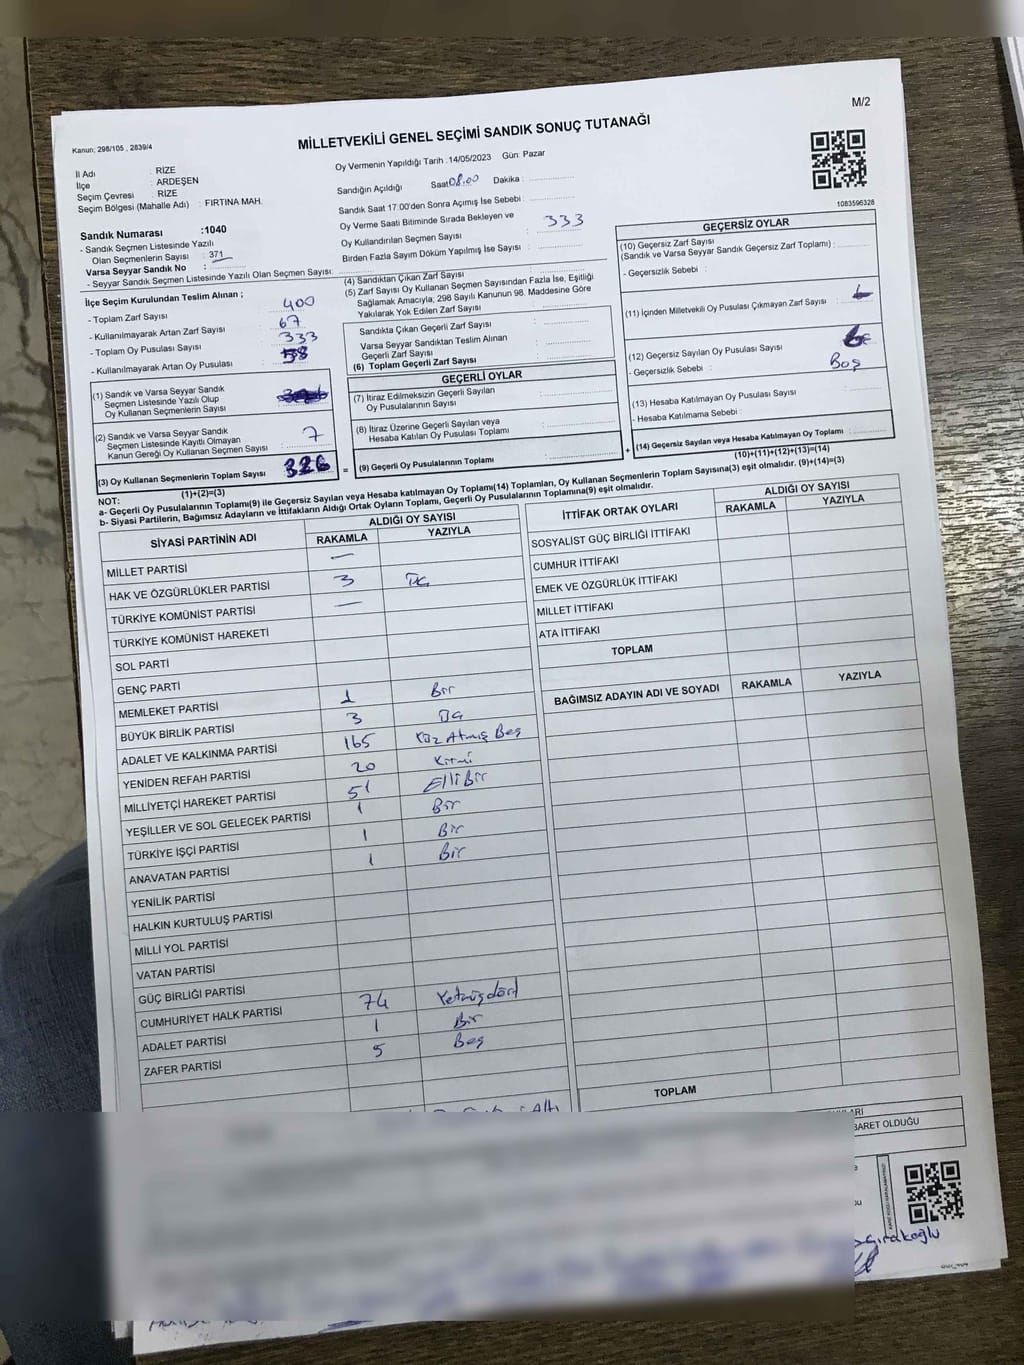 M/2
MİLLETVEKİLİ GENEL SEÇİMİ SANDIK SONUÇ TUTANAĞI
Kanun; 298/105 , 2839/4
İl Adı : RİZE
İlçe : ARDEŞEN
Seçim Çevresi : RİZE
Seçim Bölgesi (Mahalle Adı) : FIRTINA MAH.
Oy Vermenin Yapıldığı Tarih :14/05/2023 Gün: Pazar
Sandığın Açıldığı Saat 08.00 Dakika :
Sandık Saat 17:00'den Sonra Açımış İse Sebebi :
Oy Verme Saati Bitiminde Sırada Bekleyen ve
Oy Kullandırılan Seçmen Sayısı : 333
Birden Fazla Sayım Döküm Yapılmış İse Sayısı :
1083596328
Sandık Numarası :1040
- Sandık Seçmen Listesinde Yazılı
Olan Seçmenlerin Sayısı : 371
Varsa Seyyar Sandık No :
- Seyyar Sandık Seçmen Listesinde Yazılı Olan Seçmen Sayısı:
İlçe Seçim Kurulundan Teslim Alınan ;
- Toplam Zarf Sayısı : 400
- Kullanılmayarak Artan Zarf Sayısı : 67
- Toplam Oy Pusulası Sayısı : 333
- Kullanılmayarak Artan Oy Pusulası :
(1) Sandık ve Varsa Seyyar Sandık
Seçmen Listesinde Yazılı Olup
Oy Kullanan Seçmenlerin Sayısı :
(2) Sandık ve Varsa Seyyar Sandık
Seçmen Listesinde Kayıtlı Olmayan
Kanun Gereği Oy Kullanan Seçmen Sayısı : 7
(3) Oy Kullanan Seçmenlerin Toplam Sayısı 326 =
(1)+(2)=(3)
(4) Sandıktan Çıkan Zarf Sayısı :
(5) Zarf Sayısı Oy Kullanan Seçmen Sayısından Fazla İse, Eşitliği
Sağlamak Amacıyla; 298 Sayılı Kanunun 98. Maddesine Göre
Yakılarak Yok Edilen Zarf Sayısı :
Sandıkta Çıkan Geçerli Zarf Sayısı :
Varsa Seyyar Sandıktan Teslim Alınan
Geçerli Zarf Sayısı :
(6) Toplam Geçerli Zarf Sayısı :
GEÇERLİ OYLAR
(7) İtiraz Edilmeksizin Geçerli Sayılan
Oy Pusulalarının Sayısı :
(8) İtiraz Üzerine Geçerli Sayılan veya
Hesaba Katılan Oy Pusulası Toplamı :
(9) Geçerli Oy Pusulalarının Toplamı : +
GEÇERSİZ OYLAR
(10) Geçersiz Zarf Sayısı
(Sandık ve Varsa Seyyar Sandık Geçersiz Zarf Toplamı) :
- Geçersizlik Sebebi :
(11) İçinden Milletvekili Oy Pusulası Çıkmayan Zarf Sayısı :
(12) Geçersiz Sayılan Oy Pusulası Sayısı :
- Geçersizlik Sebebi : Boş
(13) Hesaba Katılmayan Oy Pusulası Sayısı :
- Hesaba Katılmama Sebebi :
(14) Geçersiz Sayılan veya Hesaba Katılmayan Oy Toplamı :
(10)+(11)+(12)+(13)=(14)
NOT:
a- Geçerli Oy Pusulalarının Toplamı(9) ile Geçersiz Sayılan veya Hesaba katılmayan Oy Toplamı(14) Toplamları, Oy Kullanan Seçmenlerin Toplam Sayısına(3) eşit olmalıdır. (9)+(14)=(3)
b- Siyasi Partilerin, Bağımsız Adayların ve İttifakların Aldığı Ortak Oyların Toplamı, Geçerli Oy Pusulalarının Toplamına(9) eşit olmalıdır.
SİYASİ PARTİNİN ADI ALDIĞI OY SAYISI
RAKAMLA YAZIYLA
MİLLET PARTİSİ —
HAK VE ÖZGÜRLÜKLER PARTİSİ 3 Üç
TÜRKİYE KOMÜNİST PARTİSİ —
TÜRKİYE KOMÜNİST HAREKETİ
SOL PARTİ
GENÇ PARTİ
MEMLEKET PARTİSİ 1 Bir
BÜYÜK BİRLİK PARTİSİ 3 Üç
ADALET VE KALKINMA PARTİSİ 165 Yüz Atmış Beş
YENİDEN REFAH PARTİSİ 20 Yirmi
MİLLİYETÇİ HAREKET PARTİSİ 51 Elli Bir
YEŞİLLER VE SOL GELECEK PARTİSİ 1 Bir
TÜRKİYE İŞÇİ PARTİSİ 1 Bir
ANAVATAN PARTİSİ 1 Bir
YENİLİK PARTİSİ
HALKIN KURTULUŞ PARTİSİ
MİLLİ YOL PARTİSİ
VATAN PARTİSİ
GÜÇ BİRLİĞİ PARTİSİ
CUMHURİYET HALK PARTİSİ 74 Yetmişdört
ADALET PARTİSİ 1 Bir
ZAFER PARTİSİ 5 Beş
Altı
İTTİFAK ORTAK OYLARI ALDIĞI OY SAYISI
RAKAMLA YAZIYLA
SOSYALİST GÜÇ BİRLİĞİ İTTİFAKI
CUMHUR İTTİFAKI
EMEK VE ÖZGÜRLÜK İTTİFAKI
MİLLET İTTİFAKI
ATA İTTİFAKI
TOPLAM
BAĞIMSIZ ADAYIN ADI VE SOYADI RAKAMLA YAZIYLA
TOPLAM
BARET OLDUĞU